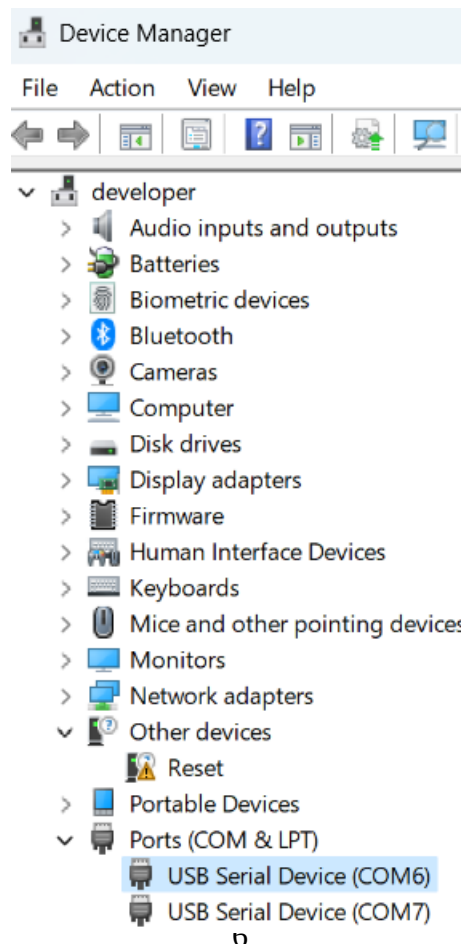 Device Manager
File Action View Help
developer
Audio inputs and outputs
Batteries
Biometric devices
Bluetooth
Cameras
Computer
Disk drives
Display adapters
Firmware
Human Interface Devices
Keyboards
Mice and other pointing devices
Monitors
Network adapters
Other devices
Reset
Portable Devices
Ports (COM & LPT)
USB Serial Device (COM6)
USB Serial Device (COM7)